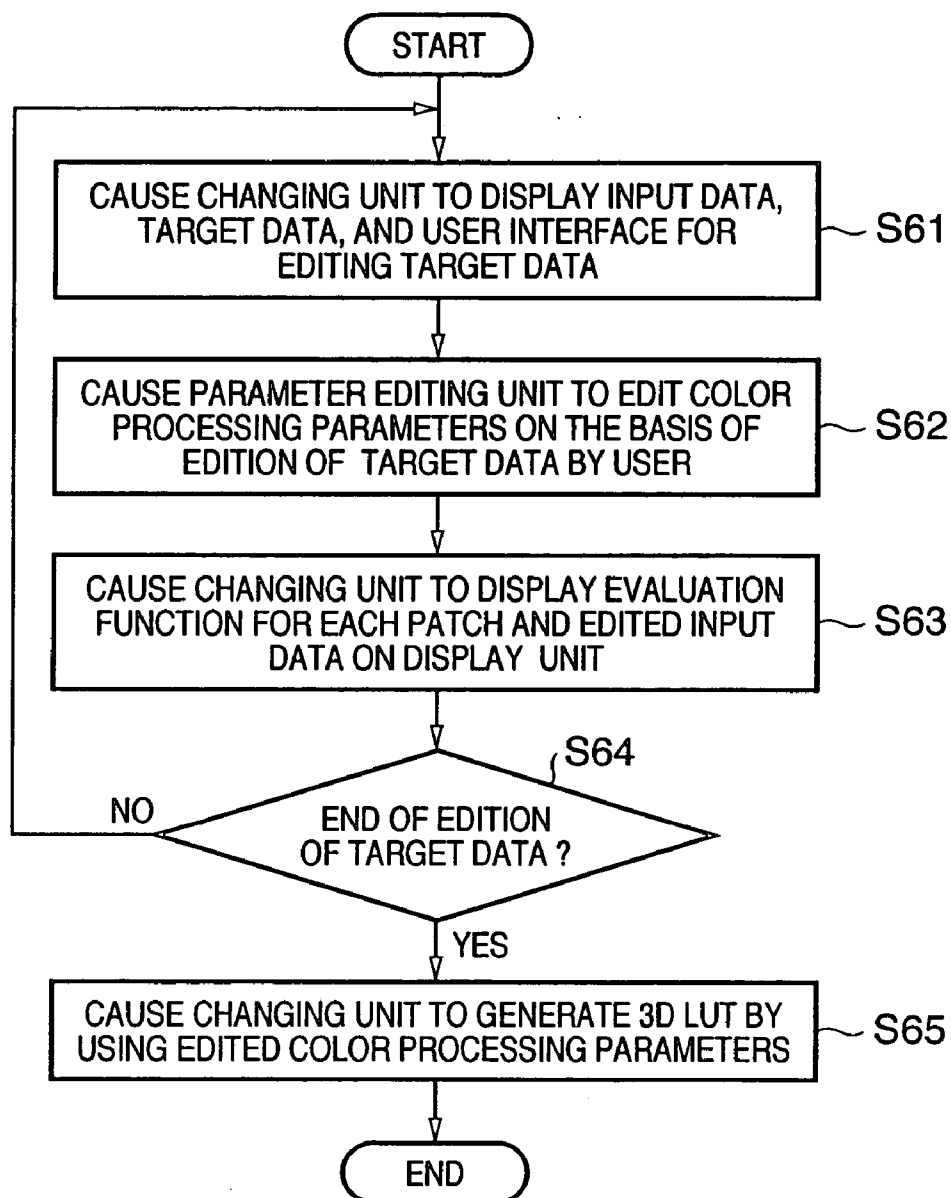 START
CAUSE CHANGING UNIT TO DISPLAY INPUT DATA,
TARGET DATA, AND USER INTERFACE FOR
EDITING TARGET DATA
S61
CAUSE PARAMETER EDITING UNIT TO EDIT COLOR
PROCESSING PARAMETERS ON THE BASIS OF
EDITION OF TARGET DATA BY USER
S62
CAUSE CHANGING UNIT TO DISPLAY EVALUATION
FUNCTION FOR EACH PATCH AND EDITED INPUT
DATA ON DISPLAY UNIT
S63
S64
NO
END OF EDITION
OF TARGET DATA ?
YES
CAUSE CHANGING UNIT TO GENERATE 3D LUT BY
USING EDITED COLOR PROCESSING PARAMETERS
S65
END